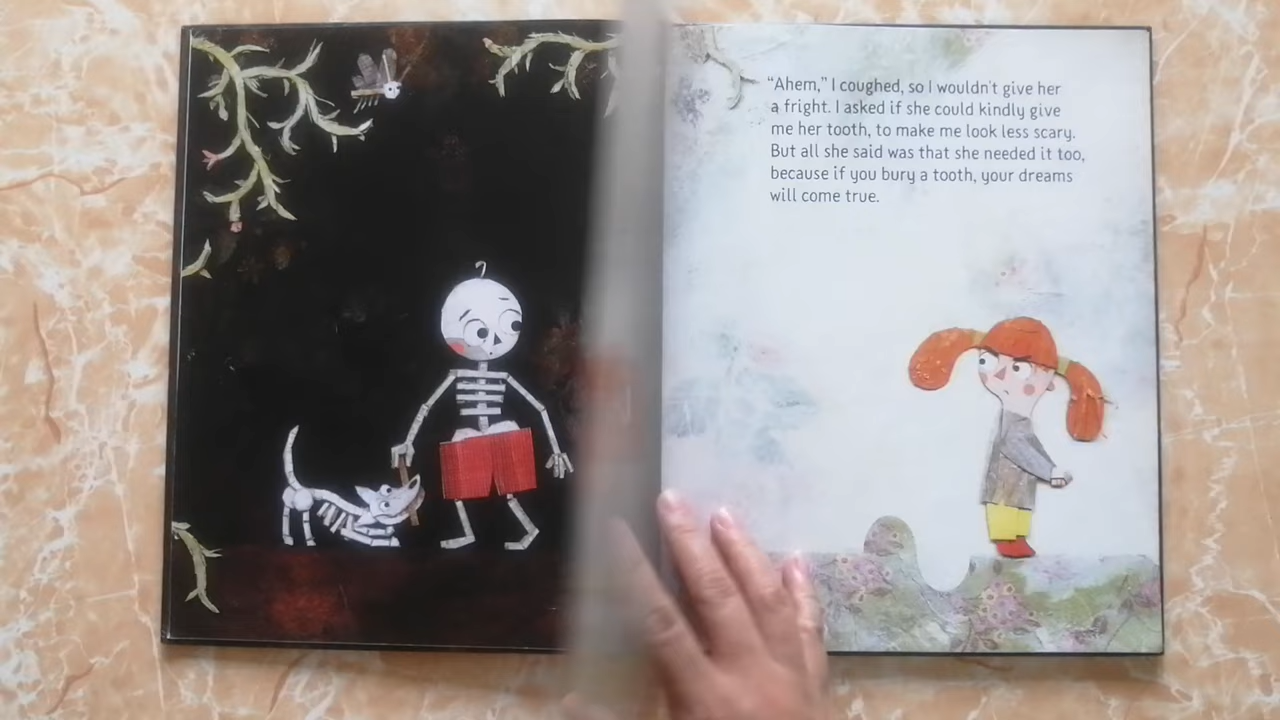 “Ahem,” I coughed, so I wouldn't give her
a fright. I asked if she could kindly give
me her tooth, to make me look less scary.
But all she said was that she needed it too,
because if you bury a tooth, your dreams
will come true.